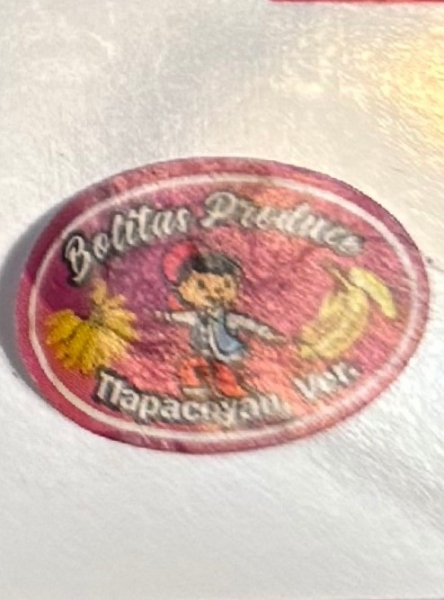 Bolitas Produce
Tlapacoyan, Ver.